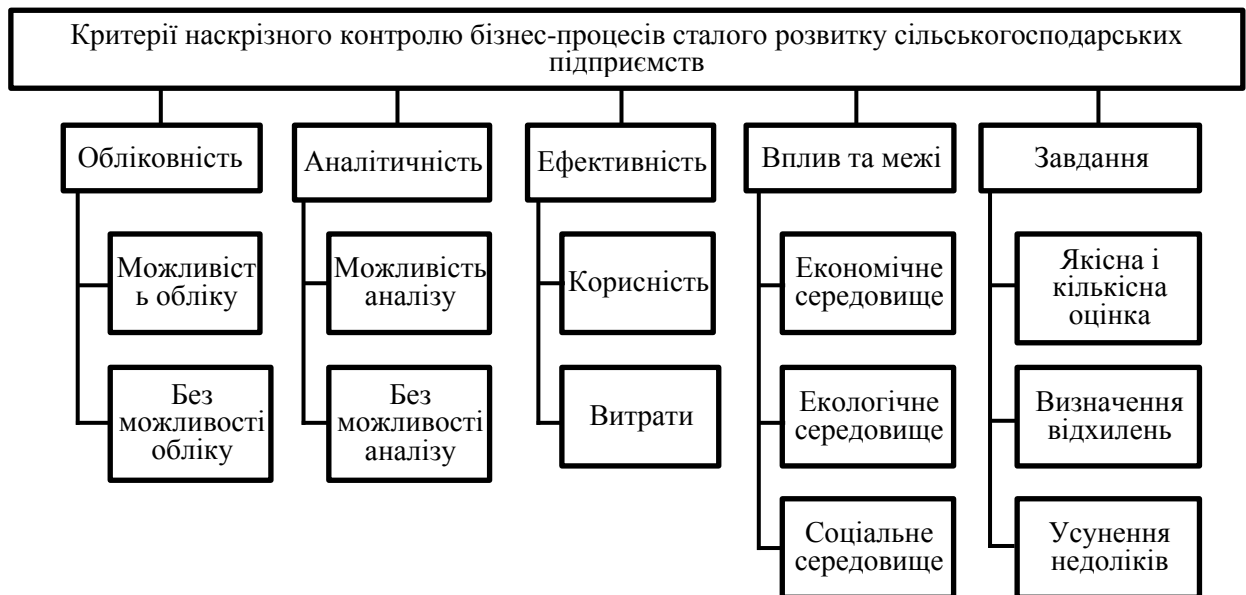 Критерії наскрізного контролю бізнес-процесів сталого розвитку сільськогосподарських
підприємств
Обліковність
Аналітичність
Ефективність
Вплив та межі
Завдання
Можливіст
ь обліку
Можливість
аналізу
Корисність
Економічне
середовище
Якісна і
кількісна
оцінка
Без
можливості
обліку
Без
можливості
аналізу
Витрати
Екологічне
середовище
Визначення
відхилень
Соціальне
середовище
Усунення
недоліків